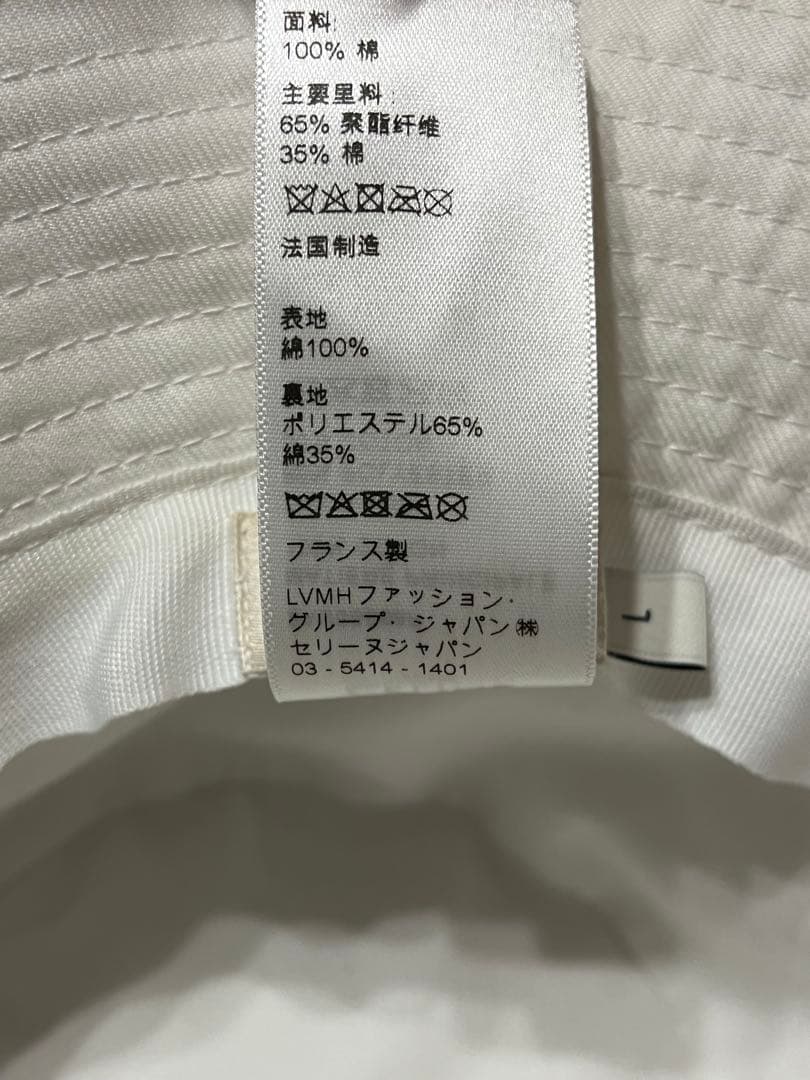 面料:
100% 棉
主要里料:
65% 聚酯纤维
35% 棉
法国制造
表地
綿100%
裏地
ポリエステル65%
綿35%
フランス製
LVMHファッション・
グループ・ジャパン㈱
セリーヌジャパン
03 - 5414 - 1401